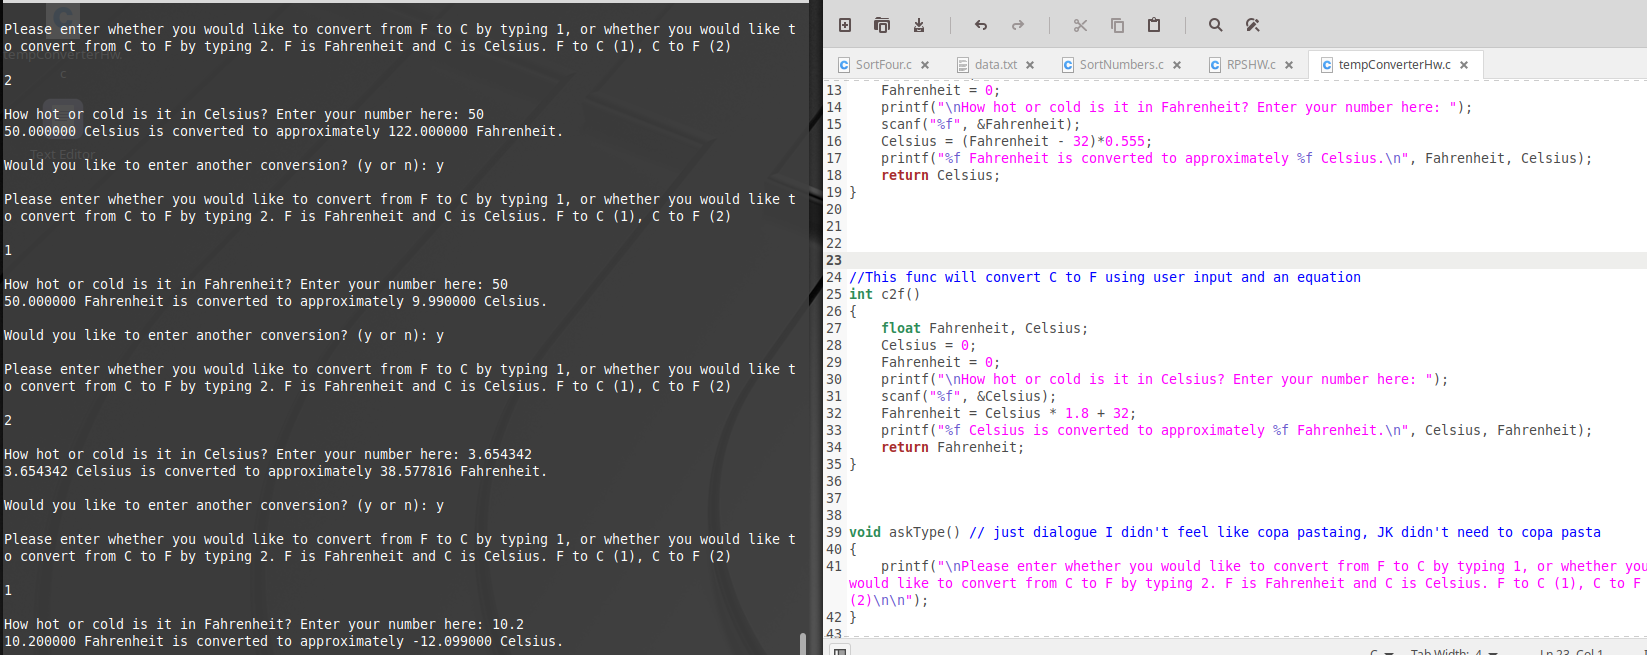 Please enter whether you would like to convert from F to C by typing 1, or whether you would like t
o convert from C to F by typing 2. F is Fahrenheit and C is Celsius. F to C (1), C to F (2)
tempConverterHw.
c
2
How hot or cold is it in Celsius? Enter your number here: 50
50.000000 Celsius is converted to approximately 122.000000 Fahrenheit.
Text Editor
Would you like to enter another conversion? (y or n): y
Please enter whether you would like to convert from F to C by typing 1, or whether you would like t
o convert from C to F by typing 2. F is Fahrenheit and C is Celsius. F to C (1), C to F (2)
1
How hot or cold is it in Fahrenheit? Enter your number here: 50
50.000000 Fahrenheit is converted to approximately 9.990000 Celsius.
Would you like to enter another conversion? (y or n): y
Please enter whether you would like to convert from F to C by typing 1, or whether you would like t
o convert from C to F by typing 2. F is Fahrenheit and C is Celsius. F to C (1), C to F (2)
2
How hot or cold is it in Celsius? Enter your number here: 3.654342
3.654342 Celsius is converted to approximately 38.577816 Fahrenheit.
Would you like to enter another conversion? (y or n): y
Please enter whether you would like to convert from F to C by typing 1, or whether you would like t
o convert from C to F by typing 2. F is Fahrenheit and C is Celsius. F to C (1), C to F (2)
1
How hot or cold is it in Fahrenheit? Enter your number here: 10.2
10.200000 Fahrenheit is converted to approximately -12.099000 Celsius.
SortFour.c data.txt SortNumbers.c RPSHW.c tempConverterHw.c
13 Fahrenheit = 0;
14 printf("\nHow hot or cold is it in Fahrenheit? Enter your number here: ");
15 scanf("%f", &Fahrenheit);
16 Celsius = (Fahrenheit - 32)*0.555;
17 printf("%f Fahrenheit is converted to approximately %f Celsius.\n", Fahrenheit, Celsius);
18 return Celsius;
19 }
20
21
22
23
24 //This func will convert C to F using user input and an equation
25 int c2f()
26 {
27 float Fahrenheit, Celsius;
28 Celsius = 0;
29 Fahrenheit = 0;
30 printf("\nHow hot or cold is it in Celsius? Enter your number here: ");
31 scanf("%f", &Celsius);
32 Fahrenheit = Celsius * 1.8 + 32;
33 printf("%f Celsius is converted to approximately %f Fahrenheit.\n", Celsius, Fahrenheit);
34 return Fahrenheit;
35 }
36
37
38
39 void askType() // just dialogue I didn't feel like copa pastaing, JK didn't need to copa pasta
40 {
41 printf("\nPlease enter whether you would like to convert from F to C by typing 1, or whether you
would like to convert from C to F by typing 2. F is Fahrenheit and C is Celsius. F to C (1), C to F
(2)\n\n");
42 }
43
C Tab Width: 4 Ln 23, Col 1